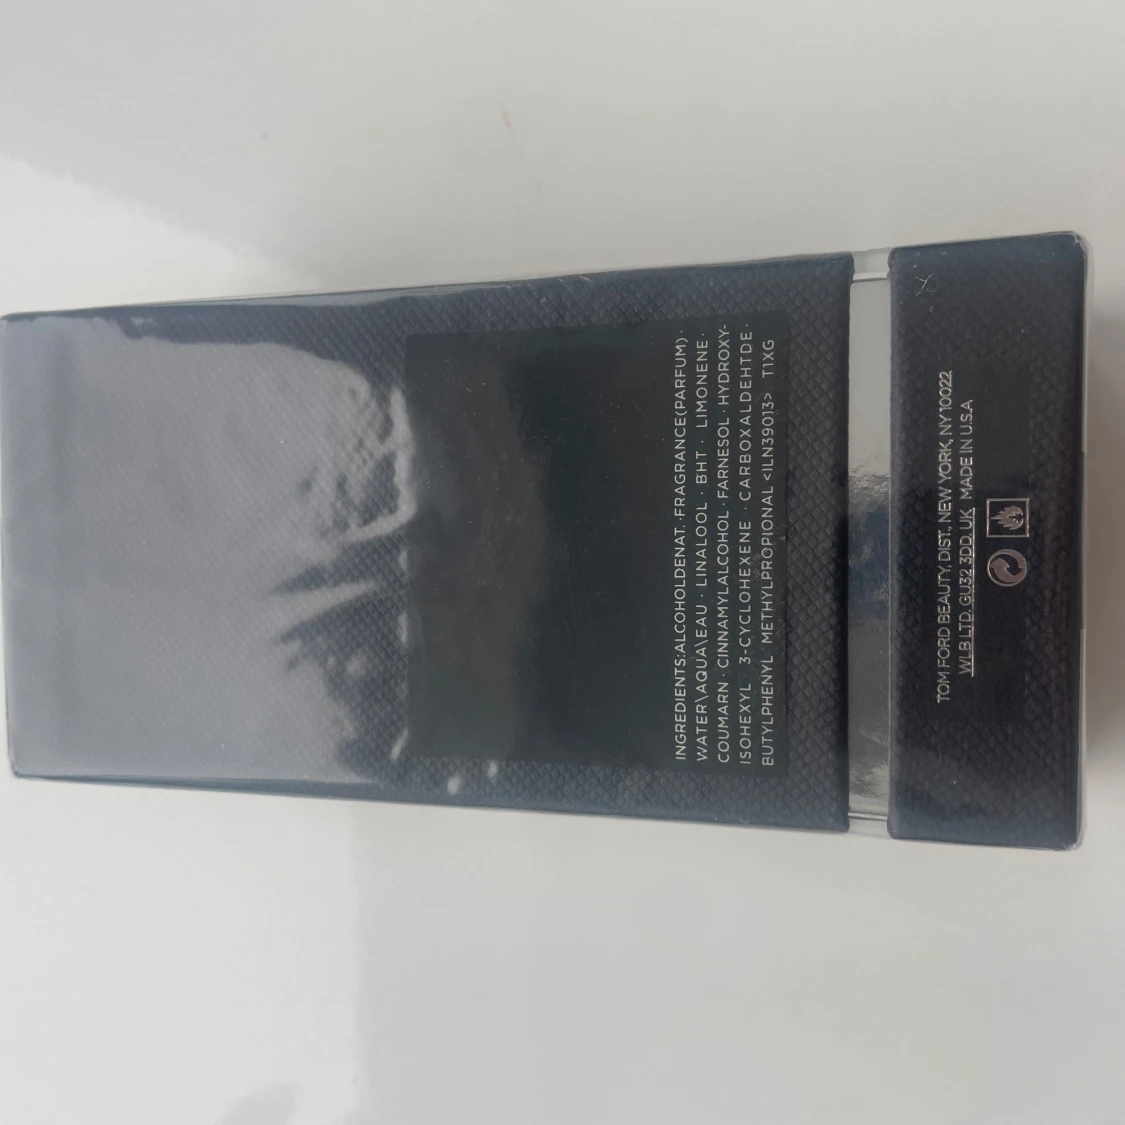 INGREDIENTS:ALCOHOLDENAT.·FRAGRANCE(PARFUM)·
WATER\AQUA\EAU · LINALOOL · BHT · LIMONENE ·
COUMARN · CINNAMYLALCOHOL · FARNESOL · HYDROXY-
ISOHEXYL 3-CYCLOHEXENE · CARBOXALDEHTDE ·
BUTYLPHENYL METHYLPROPIONAL <ILN39013> T1XG
TOM FORD BEAUTY, DIST., NEW YORK, NY 10022
WLB LTD. GU32 3DD. UK MADE IN U.S.A